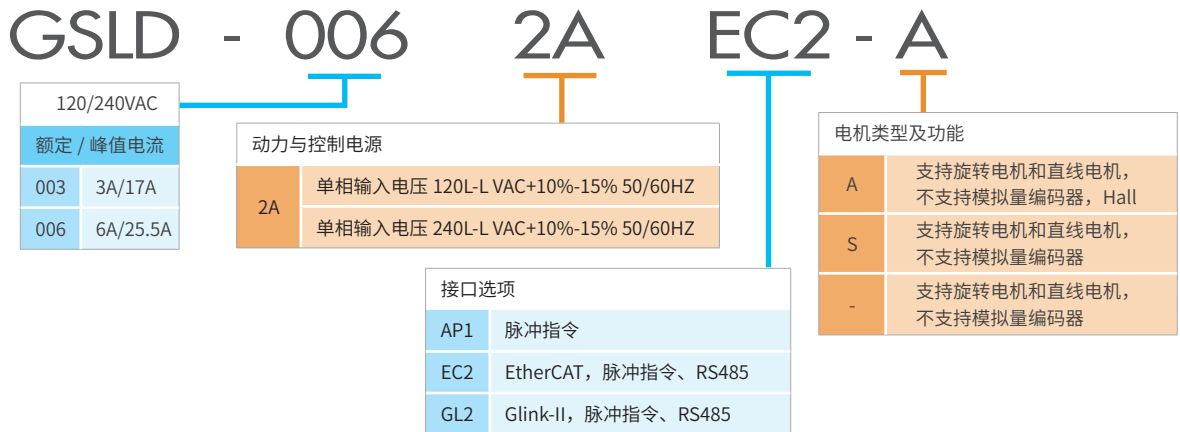 GSLD - 006 2A EC2 - A
120/240VAC
额定 / 峰值电流
003 3A/17A
006 6A/25.5A
动力与控制电源
2A
单相输入电压 120L-L VAC+10%-15% 50/60HZ
单相输入电压 240L-L VAC+10%-15% 50/60HZ
接口选项
AP1 脉冲指令
EC2 EtherCAT，脉冲指令、RS485
GL2 Glink-II，脉冲指令、RS485
电机类型及功能
A 支持旋转电机和直线电机，
不支持模拟量编码器，Hall
S 支持旋转电机和直线电机，
不支持模拟量编码器
- 支持旋转电机和直线电机，
不支持模拟量编码器